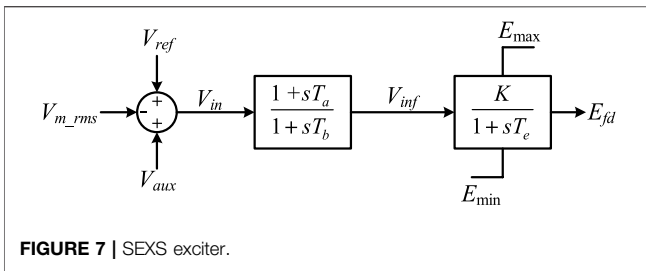 V_ref
E_max
V_m_rms
-
+
+
V_in
1+sT_a
1+sT_b
V_inf
K
1+sT_e
E_fd
V_aux
E_min
FIGURE 7 | SEXS exciter.